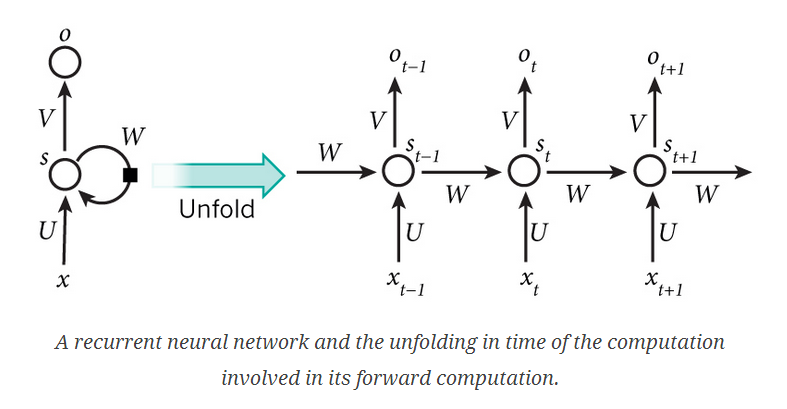 o
V
s
W
U
x
Unfold
o t-1
o t
o t+1
V
V
V
W
s t-1
s t
s t+1
W
W
W
U
U
U
x t-1
x t
x t+1
A recurrent neural network and the unfolding in time of the computation
involved in its forward computation.